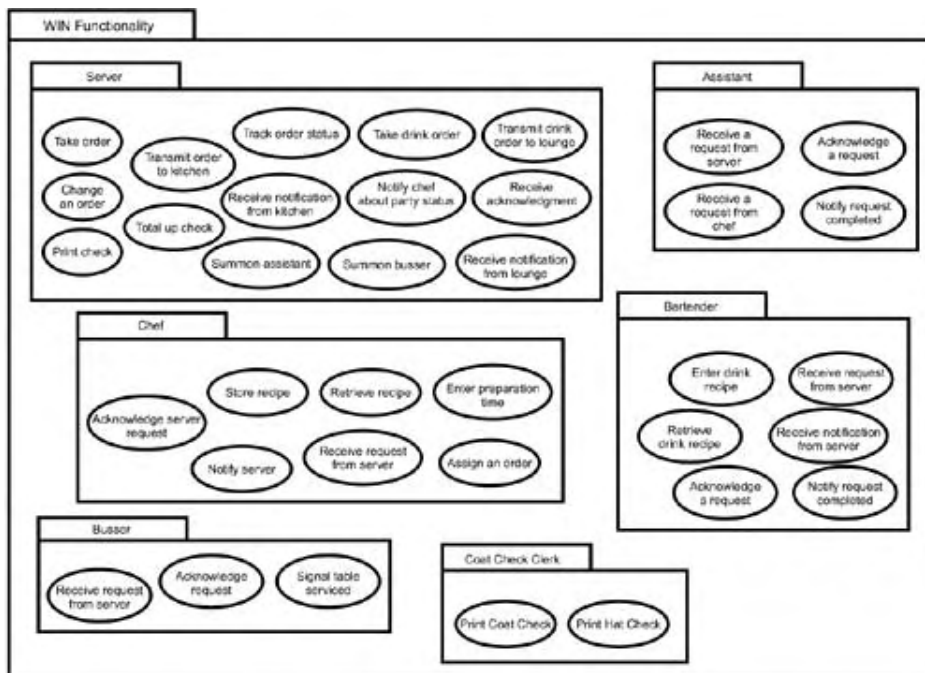 WIN Functionality
Server
Take order
Change
an order
Print check
Transmit order
to kitchen
Total up check
Track order status
Receive notification
from kitchen
Summon assistant
Take drink order
Notify chef
about party status
Summon busser
Transmit drink
order to lounge
Receive
acknowledgment
Receive notification
from lounge
Assistant
Receive a
request from
server
Acknowledge
a request
Receive a
request from
chef
Notify request
completed
Chef
Acknowledge server
request
Store recipe
Retrieve recipe
Enter preparation
time
Notify server
Receive request
from server
Assign an order
Bartender
Enter drink
recipe
Receive request
from server
Retrieve
drink recipe
Receive notification
from server
Acknowledge
a request
Notify request
completed
Busser
Receive request
from server
Acknowledge
request
Signal table
serviced
Coat Check Clerk
Print Coat Check
Print Hat Check